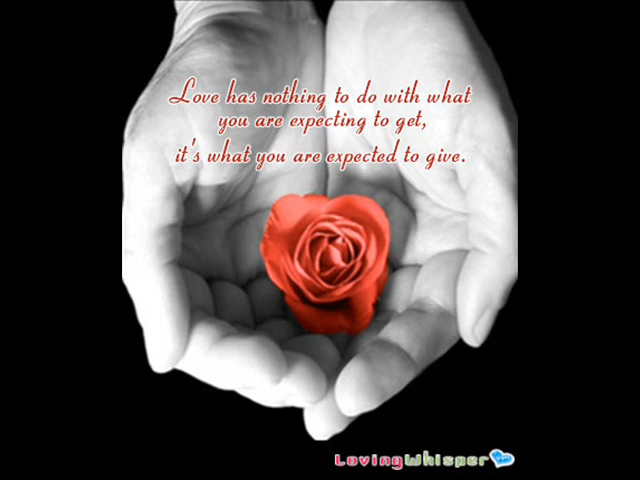 Love has nothing to do with what
you are expecting to get,
it's what you are expected to give.
LovingWhisper